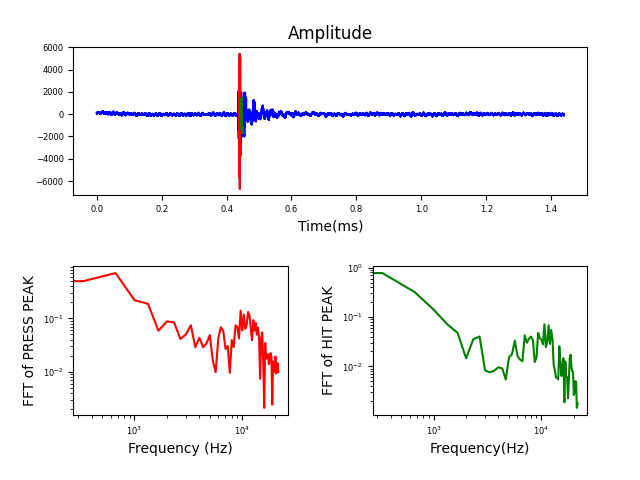 Amplitude
6000
4000
2000
0
−2000
−4000
−6000
0.0 0.2 0.4 0.6 0.8 1.0 1.2 1.4
Time(ms)
FFT of PRESS PEAK
10⁻¹
10⁻²
10³ 10⁴
Frequency (Hz)
FFT of HIT PEAK
10⁰
10⁻¹
10⁻²
10³ 10⁴
Frequency(Hz)